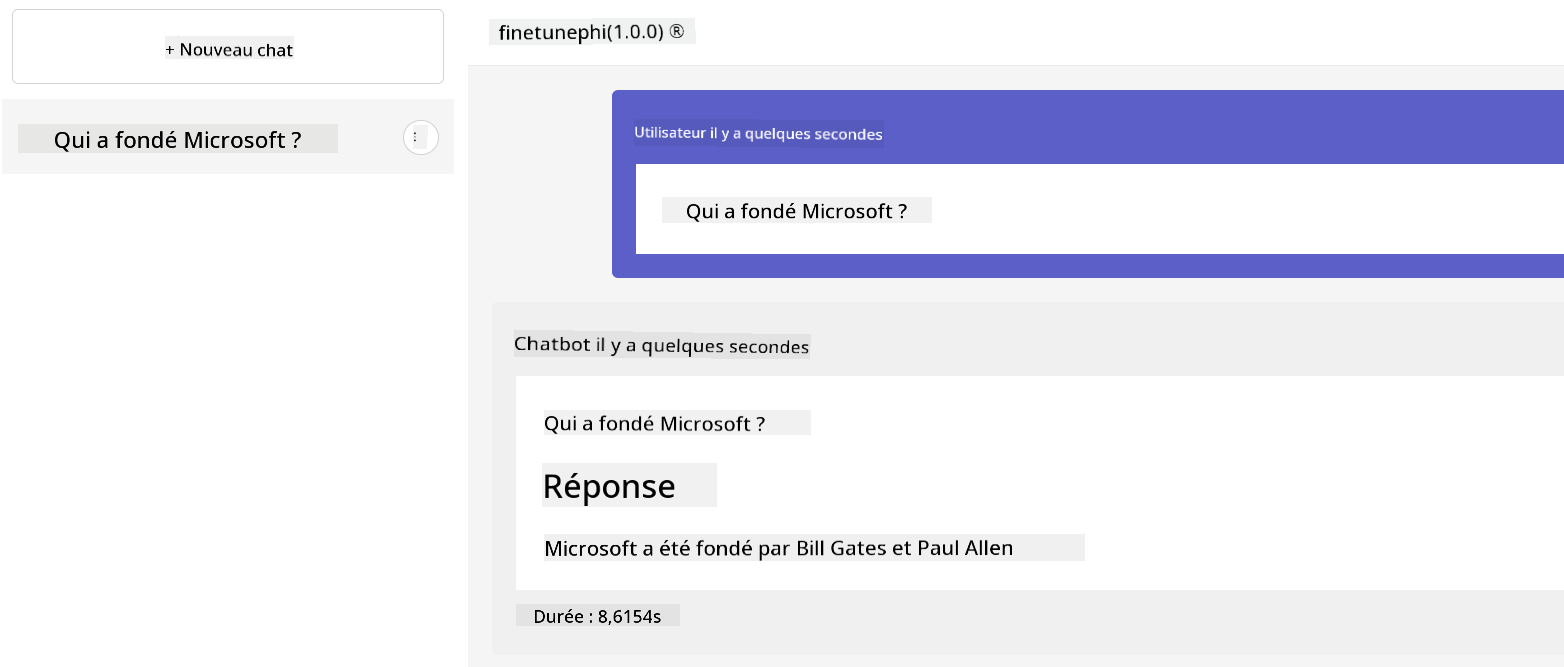 + Nouveau chat
Qui a fondé Microsoft ?
finetunephi(1.0.0) ®
Utilisateur il y a quelques secondes
Qui a fondé Microsoft ?
Chatbot il y a quelques secondes
Qui a fondé Microsoft ?
Réponse
Microsoft a été fondé par Bill Gates et Paul Allen
Durée : 8,6154s